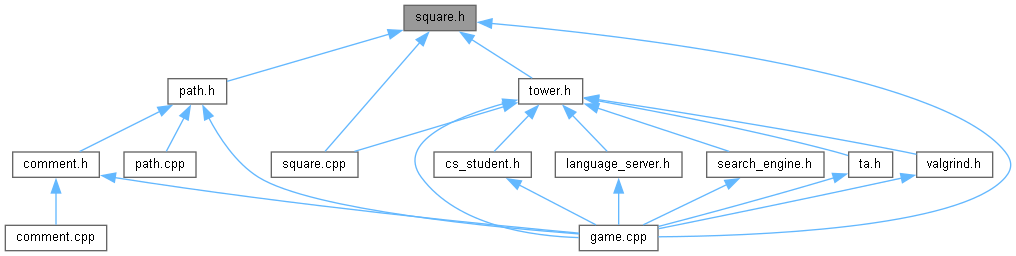 square.h
path.h
tower.h
comment.h
path.cpp
square.cpp
cs_student.h
language_server.h
search_engine.h
ta.h
valgrind.h
comment.cpp
game.cpp